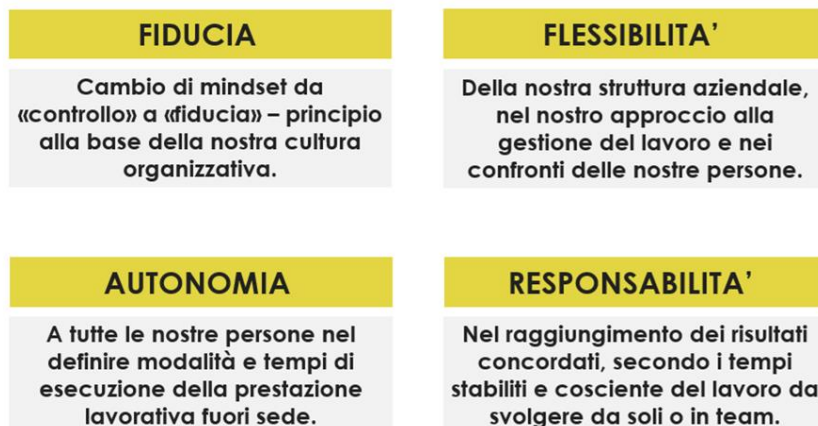 FIDUCIA
Cambio di mindset da
«controllo» a «fiducia» – principio
alla base della nostra cultura
organizzativa.
FLESSIBILITA’
Della nostra struttura aziendale,
nel nostro approccio alla
gestione del lavoro e nei
confronti delle nostre persone.
AUTONOMIA
A tutte le nostre persone nel
definire modalità e tempi di
esecuzione della prestazione
lavorativa fuori sede.
RESPONSABILITA’
Nel raggiungimento dei risultati
concordati, secondo i tempi
stabiliti e cosciente del lavoro da
svolgere da soli o in team.